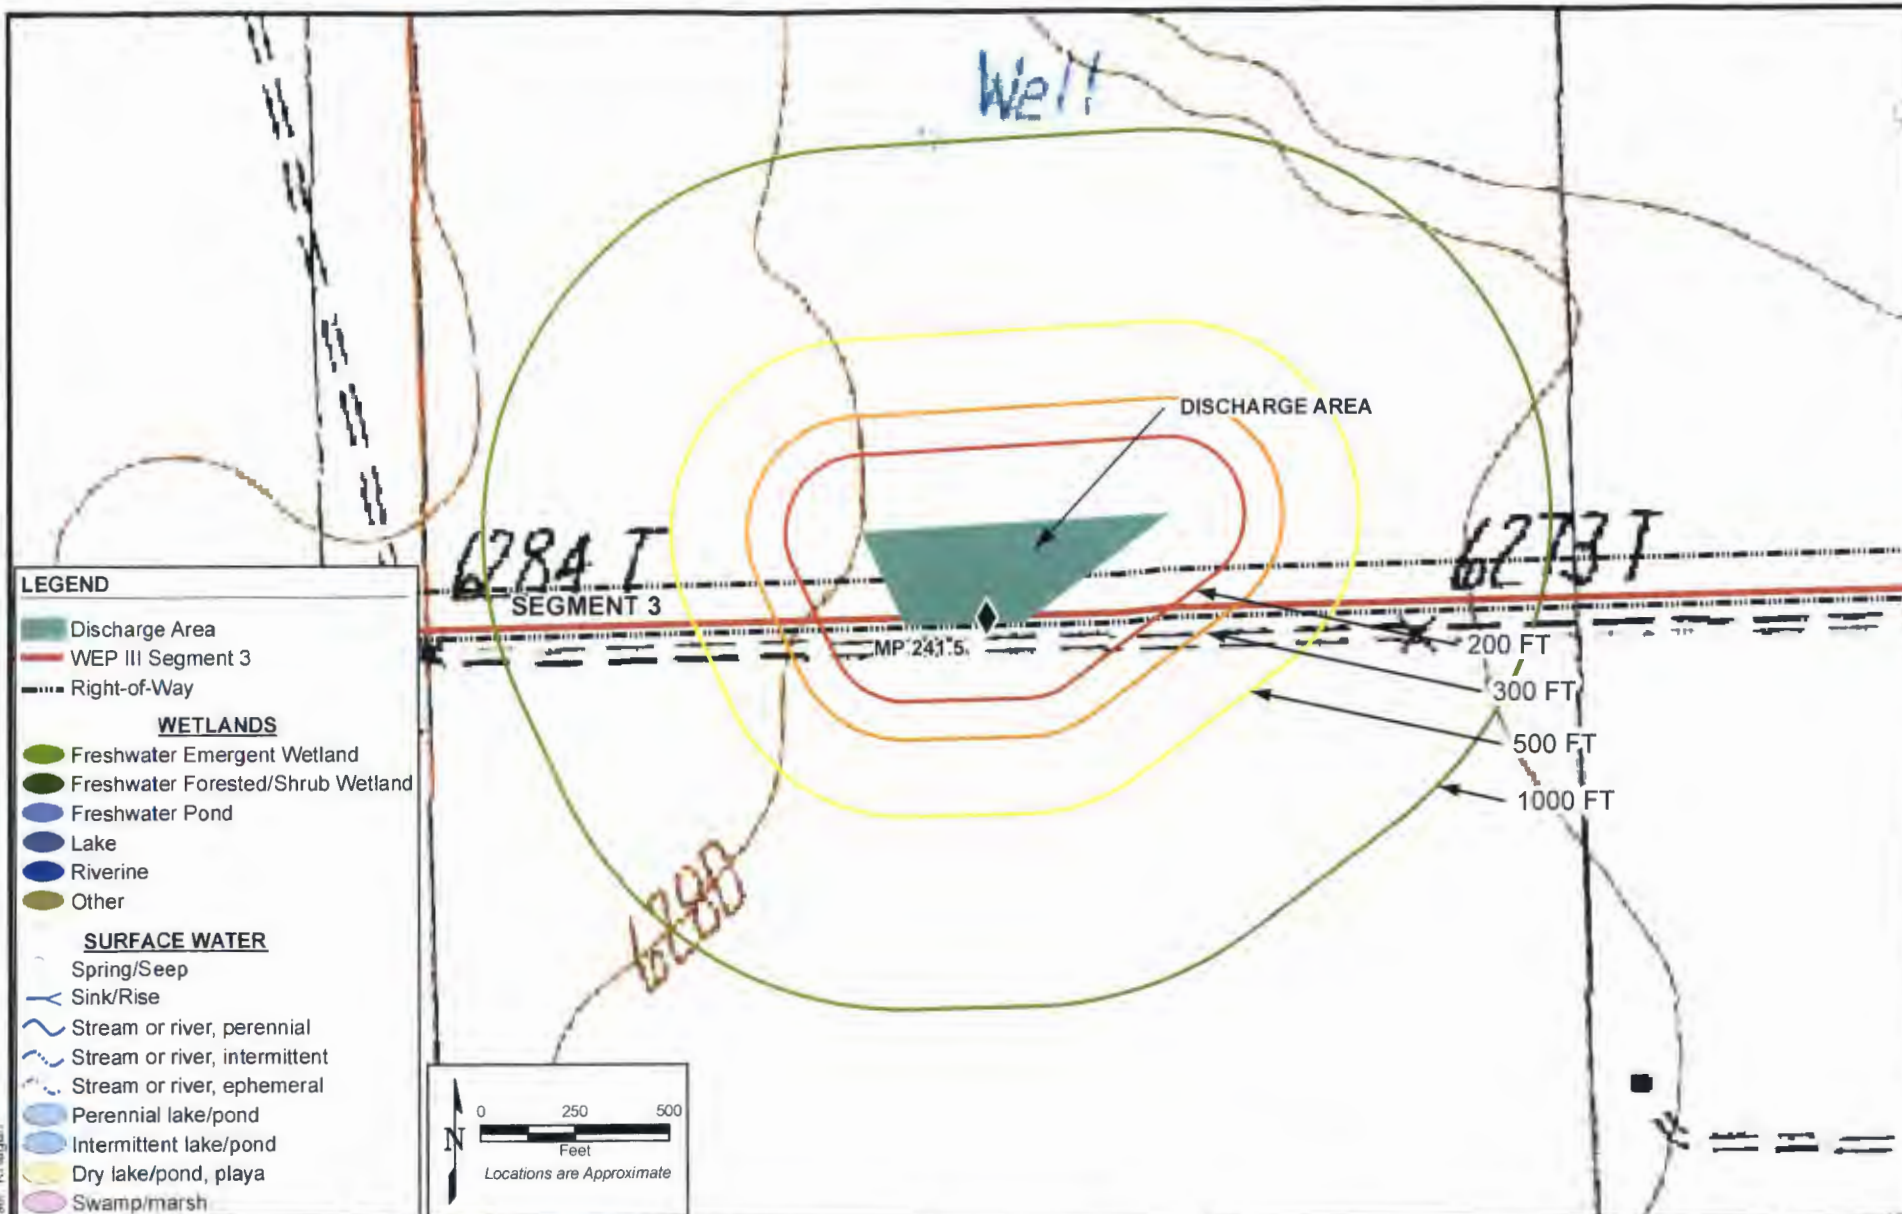 Well
DISCHARGE AREA
6284 T
6273 T
SEGMENT 3
MP 241.5
200 FT
300 FT
500 FT
1000 FT
6280
LEGEND
Discharge Area
WEP III Segment 3
Right-of-Way
WETLANDS
Freshwater Emergent Wetland
Freshwater Forested/Shrub Wetland
Freshwater Pond
Lake
Riverine
Other
SURFACE WATER
Spring/Seep
Sink/Rise
Stream or river, perennial
Stream or river, intermittent
Stream or river, ephemeral
Perennial lake/pond
Intermittent lake/pond
Dry lake/pond, playa
Swamp/marsh
N
0 250 500
Feet
Locations are Approximate